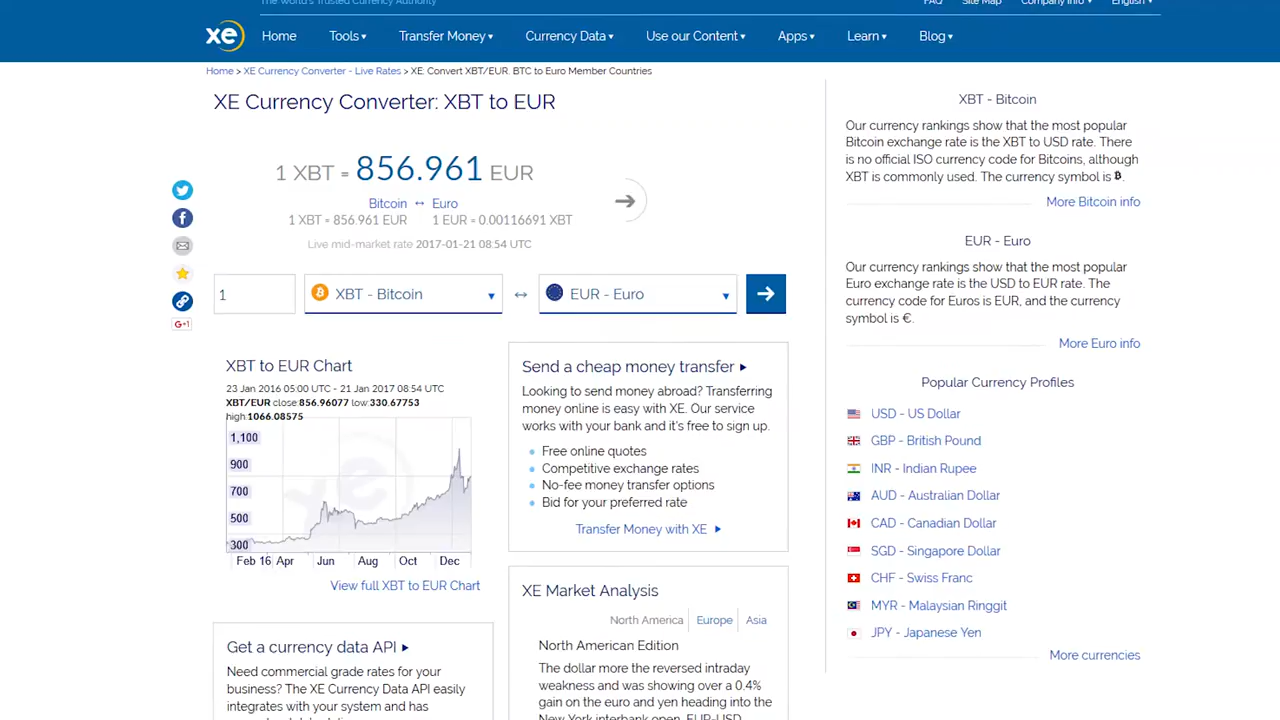 The World's Trusted Currency Authority
FAQ Site Map Company Info English
xe Home Tools Transfer Money Currency Data Use our Content Apps Learn Blog
Home > XE Currency Converter - Live Rates > XE: Convert XBT/EUR. BTC to Euro Member Countries
XE Currency Converter: XBT to EUR
1 XBT = 856.961 EUR
Bitcoin ↔ Euro
1 XBT = 856.961 EUR 1 EUR = 0.00116691 XBT
Live mid-market rate 2017-01-21 08:54 UTC
1 XBT - Bitcoin ↔ EUR - Euro
G+1
XBT to EUR Chart
23 Jan 2016 05:00 UTC - 21 Jan 2017 08:54 UTC
XBT/EUR close:856.96077 low:330.67753
high:1066.08575
1,100
900
700
500
300
xe
Feb 16 Apr Jun Aug Oct Dec
View full XBT to EUR Chart
Get a currency data API
Need commercial grade rates for your
business? The XE Currency Data API easily
integrates with your system and has
Send a cheap money transfer
Looking to send money abroad? Transferring
money online is easy with XE. Our service
works with your bank and it's free to sign up.
Free online quotes
Competitive exchange rates
No-fee money transfer options
Bid for your preferred rate
Transfer Money with XE
XE Market Analysis
North America Europe Asia
North American Edition
The dollar more the reversed intraday
weakness and was showing over a 0.4%
gain on the euro and yen heading into the
New York interbank open. EUR-USD
XBT - Bitcoin
Our currency rankings show that the most popular
Bitcoin exchange rate is the XBT to USD rate. There
is no official ISO currency code for Bitcoins, although
XBT is commonly used. The currency symbol is ฿.
More Bitcoin info
EUR - Euro
Our currency rankings show that the most popular
Euro exchange rate is the USD to EUR rate. The
currency code for Euros is EUR, and the currency
symbol is €.
More Euro info
Popular Currency Profiles
USD - US Dollar
GBP - British Pound
INR - Indian Rupee
AUD - Australian Dollar
CAD - Canadian Dollar
SGD - Singapore Dollar
CHF - Swiss Franc
MYR - Malaysian Ringgit
JPY - Japanese Yen
More currencies